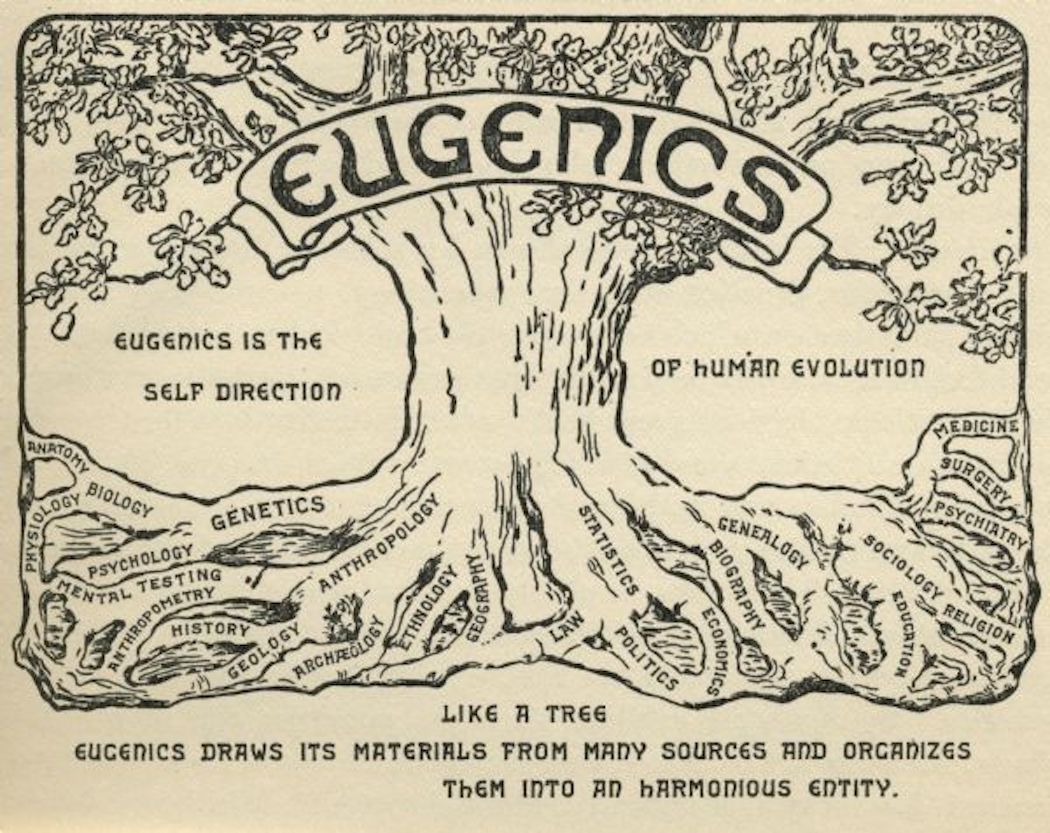 EUGENICS
EUGENICS IS THE
SELF DIRECTION
OF HUMAN EVOLUTION
ANATOMY
PHYSIOLOGY
BIOLOGY
GENETICS
PSYCHOLOGY
MENTAL TESTING
ANTHROPOMETRY
ANTHROPOLOGY
HISTORY
GEOLOGY
ARCHÆOLOGY
ETHNOLOGY
GEOGRAPHY
LAW
STATISTICS
POLITICS
ECONOMICS
BIOGRAPHY
GENEALOGY
SOCIOLOGY
EDUCATION
RELIGION
PSYCHIATRY
SURGERY
MEDICINE
LIKE A TREE
EUGENICS DRAWS ITS MATERIALS FROM MANY SOURCES AND ORGANIZES
THEM INTO AN HARMONIOUS ENTITY.